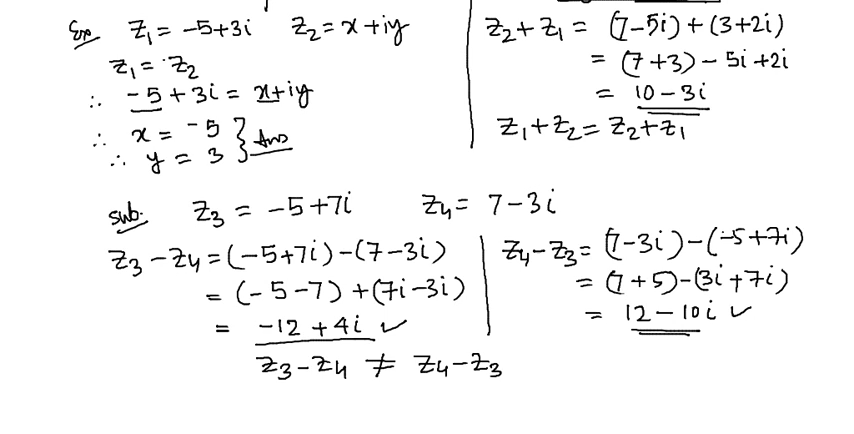 Ex. Z₁ = -5+3i Z₂ = x+iy
Z₁ = Z₂
∴ -5+3i = x+iy
∴ x = -5
∴ y = 3 } Ans
Z₂+Z₁ = (7-5i)+(3+2i)
= (7+3)-5i+2i
= 10-3i
Z₁+Z₂ = Z₂+Z₁
Sub. Z₃ = -5+7i Z₄ = 7-3i
Z₃-Z₄ = (-5+7i)-(7-3i)
= (-5-7)+(7i-3i)
= -12+4i ✓
Z₃-Z₄ ≠ Z₄-Z₃
Z₄-Z₃ = (7-3i)-(-5+7i)
= (7+5)-(3i+7i)
= 12-10i ✓